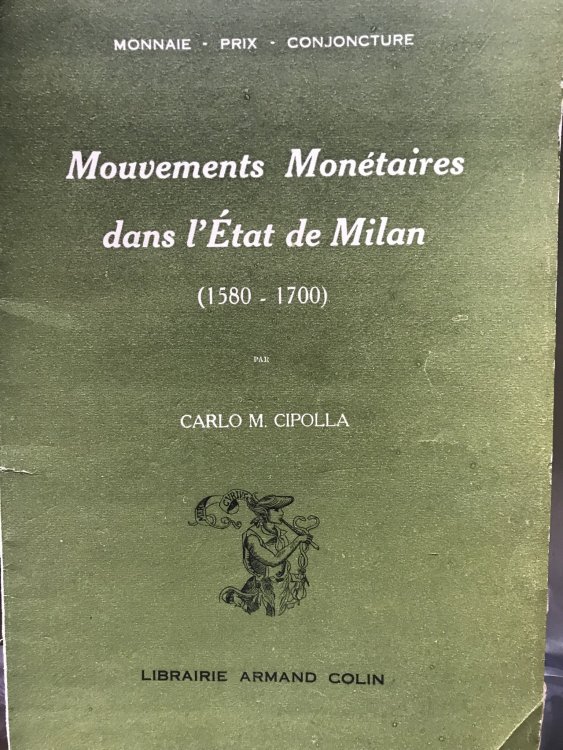 MONNAIE - PRIX - CONJONCTURE
Mouvements Monétaires
dans l'État de Milan
(1580 - 1700)
PAR
CARLO M. CIPOLLA
LIBRAIRIE ARMAND COLIN